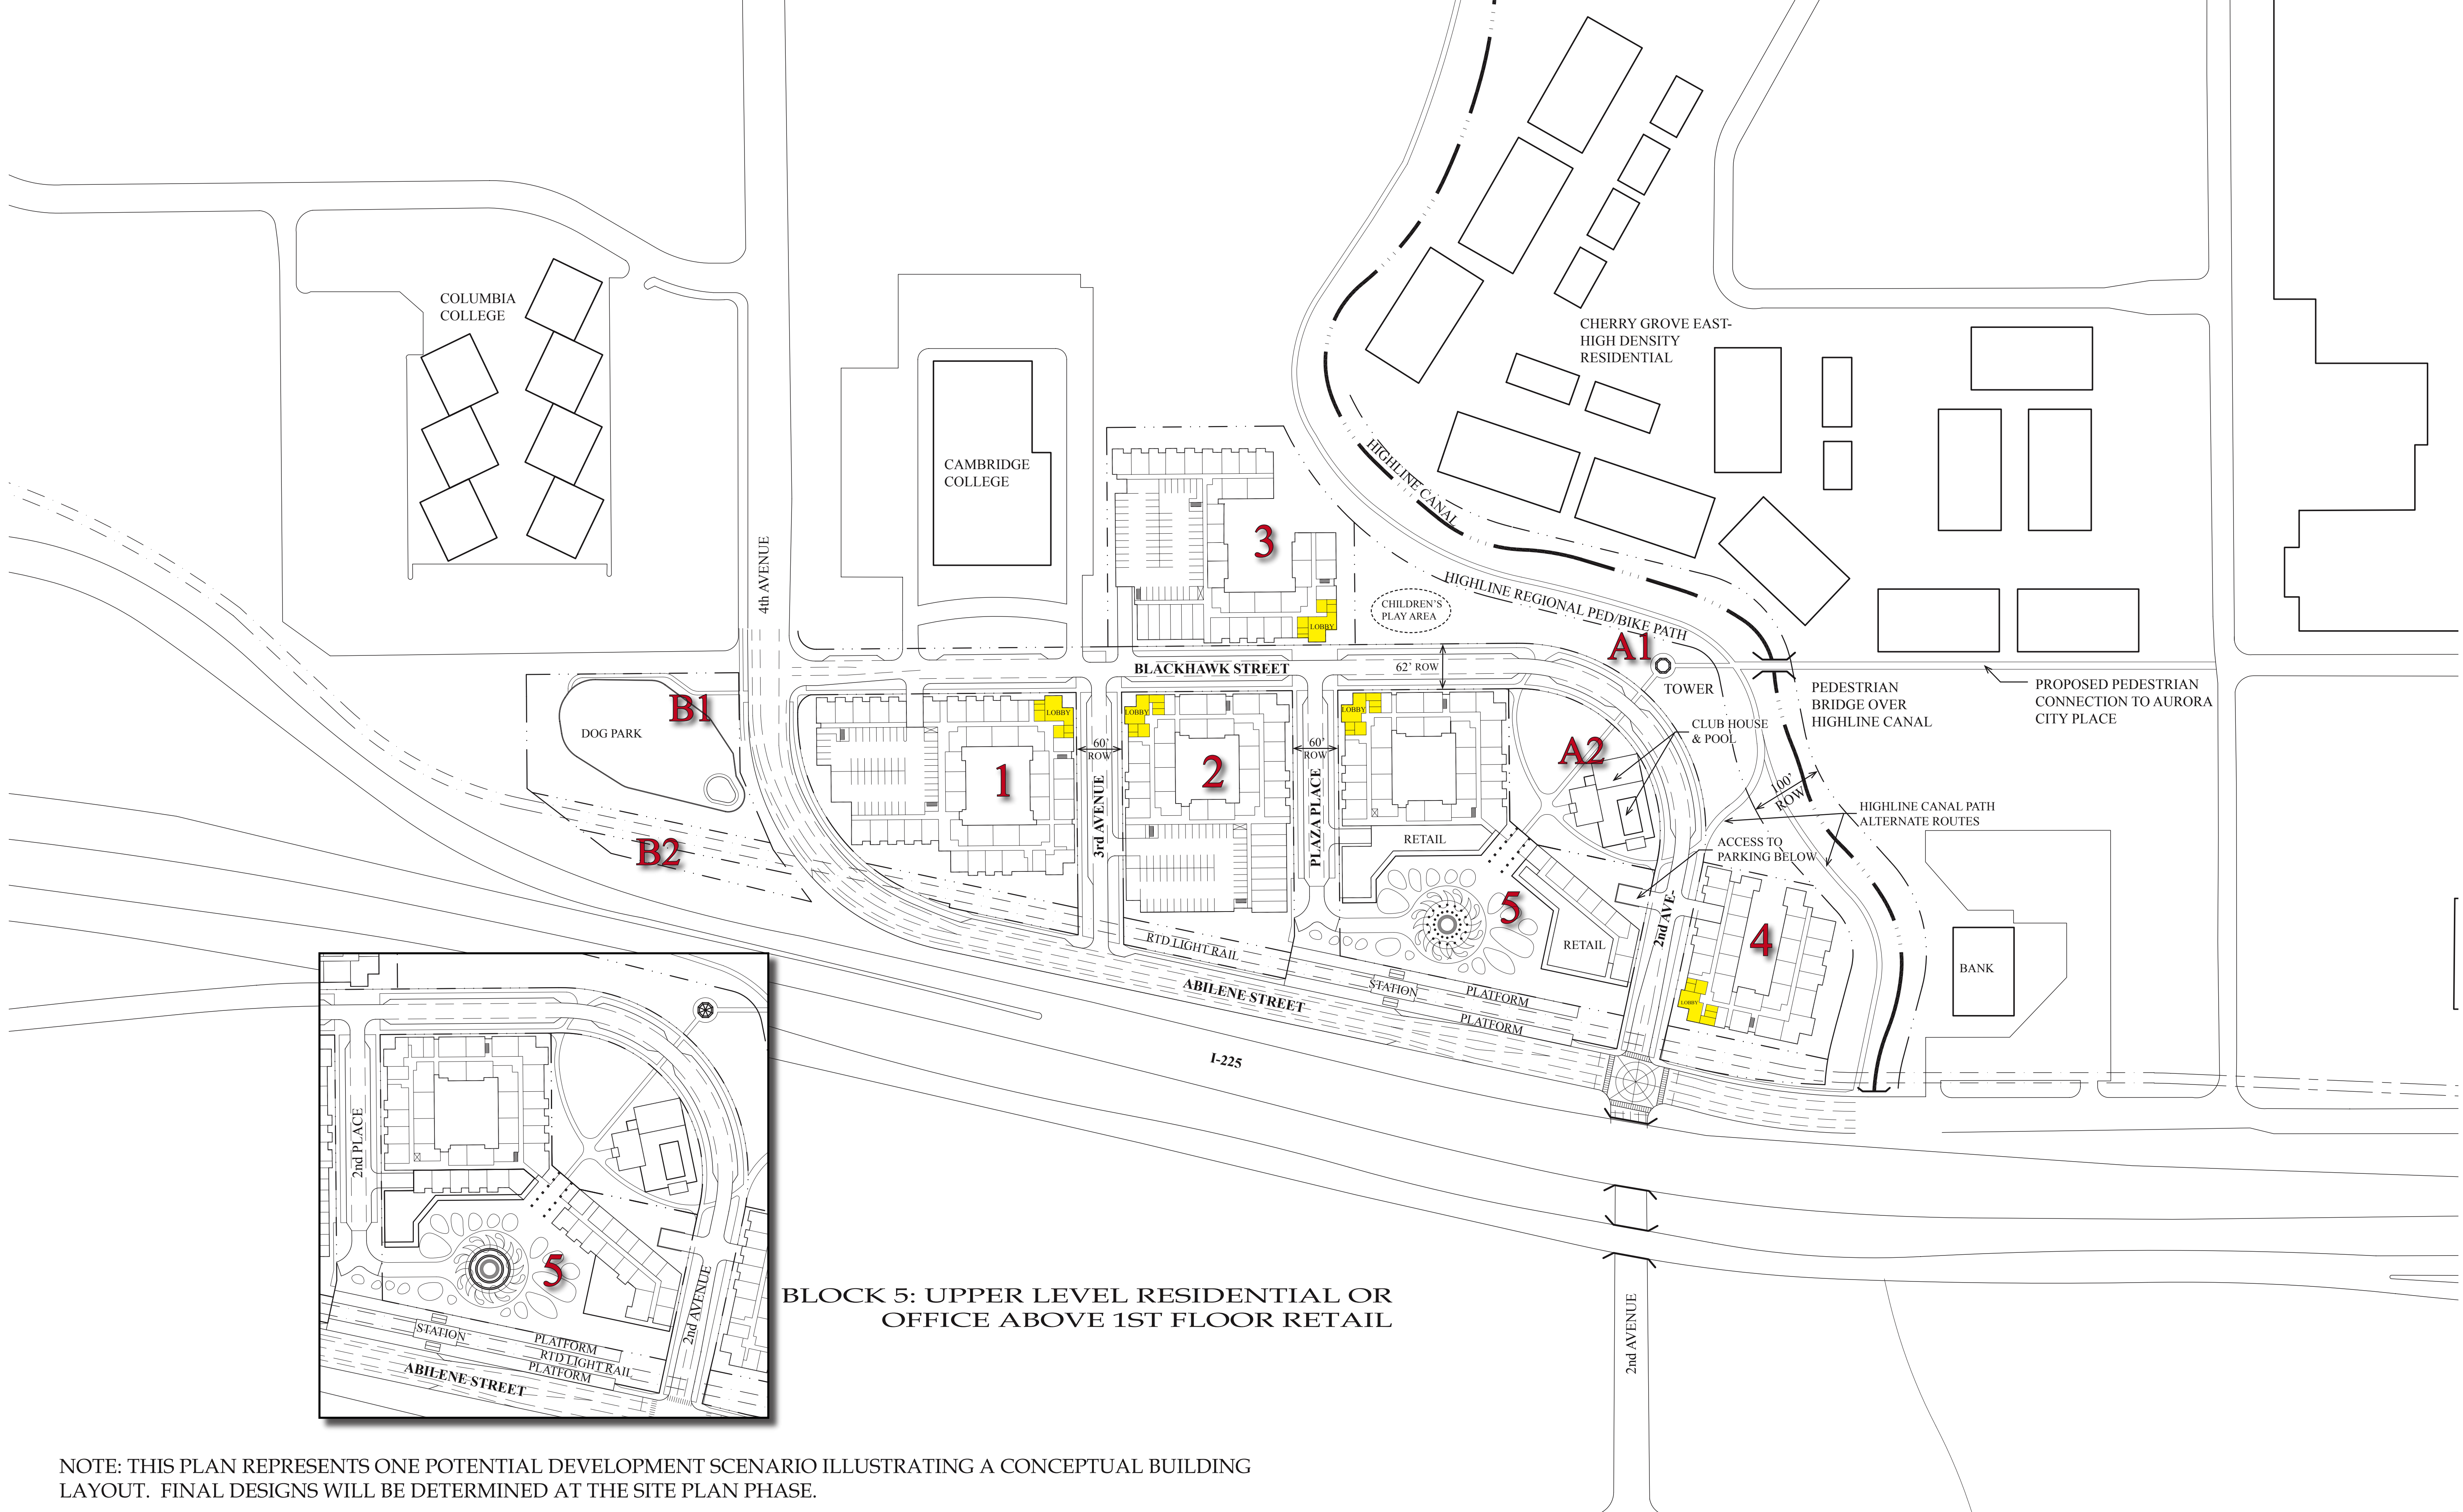 COLUMBIA
COLLEGE
CHERRY GROVE EAST-
HIGH DENSITY
RESIDENTIAL
CAMBRIDGE
COLLEGE
HIGHLINE CANAL
3
4th AVENUE
CHILDREN'S
PLAY AREA
HIGHLINE REGIONAL PED/BIKE PATH
LOBBY
A1
BLACKHAWK STREET
62' ROW
TOWER
PEDESTRIAN
BRIDGE OVER
HIGHLINE CANAL
PROPOSED PEDESTRIAN
CONNECTION TO AURORA
CITY PLACE
B1
DOG PARK
LOBBY
LOBBY
LOBBY
CLUB HOUSE
& POOL
A2
60'
ROW
60'
ROW
1
2
100'
ROW
3rd AVENUE
PLAZA PLACE
HIGHLINE CANAL PATH
ALTERNATE ROUTES
RETAIL
ACCESS TO
PARKING BELOW
B2
5
2nd AVE.
4
RETAIL
RTD LIGHT RAIL
BANK
STATION
PLATFORM
ABILENE STREET
LOBBY
PLATFORM
I-225
2nd PLACE
5
2nd AVENUE
STATION
PLATFORM
RTD LIGHT RAIL
PLATFORM
ABILENE STREET
BLOCK 5: UPPER LEVEL RESIDENTIAL OR
OFFICE ABOVE 1ST FLOOR RETAIL
2nd AVENUE
NOTE: THIS PLAN REPRESENTS ONE POTENTIAL DEVELOPMENT SCENARIO ILLUSTRATING A CONCEPTUAL BUILDING
LAYOUT.  FINAL DESIGNS WILL BE DETERMINED AT THE SITE PLAN PHASE.